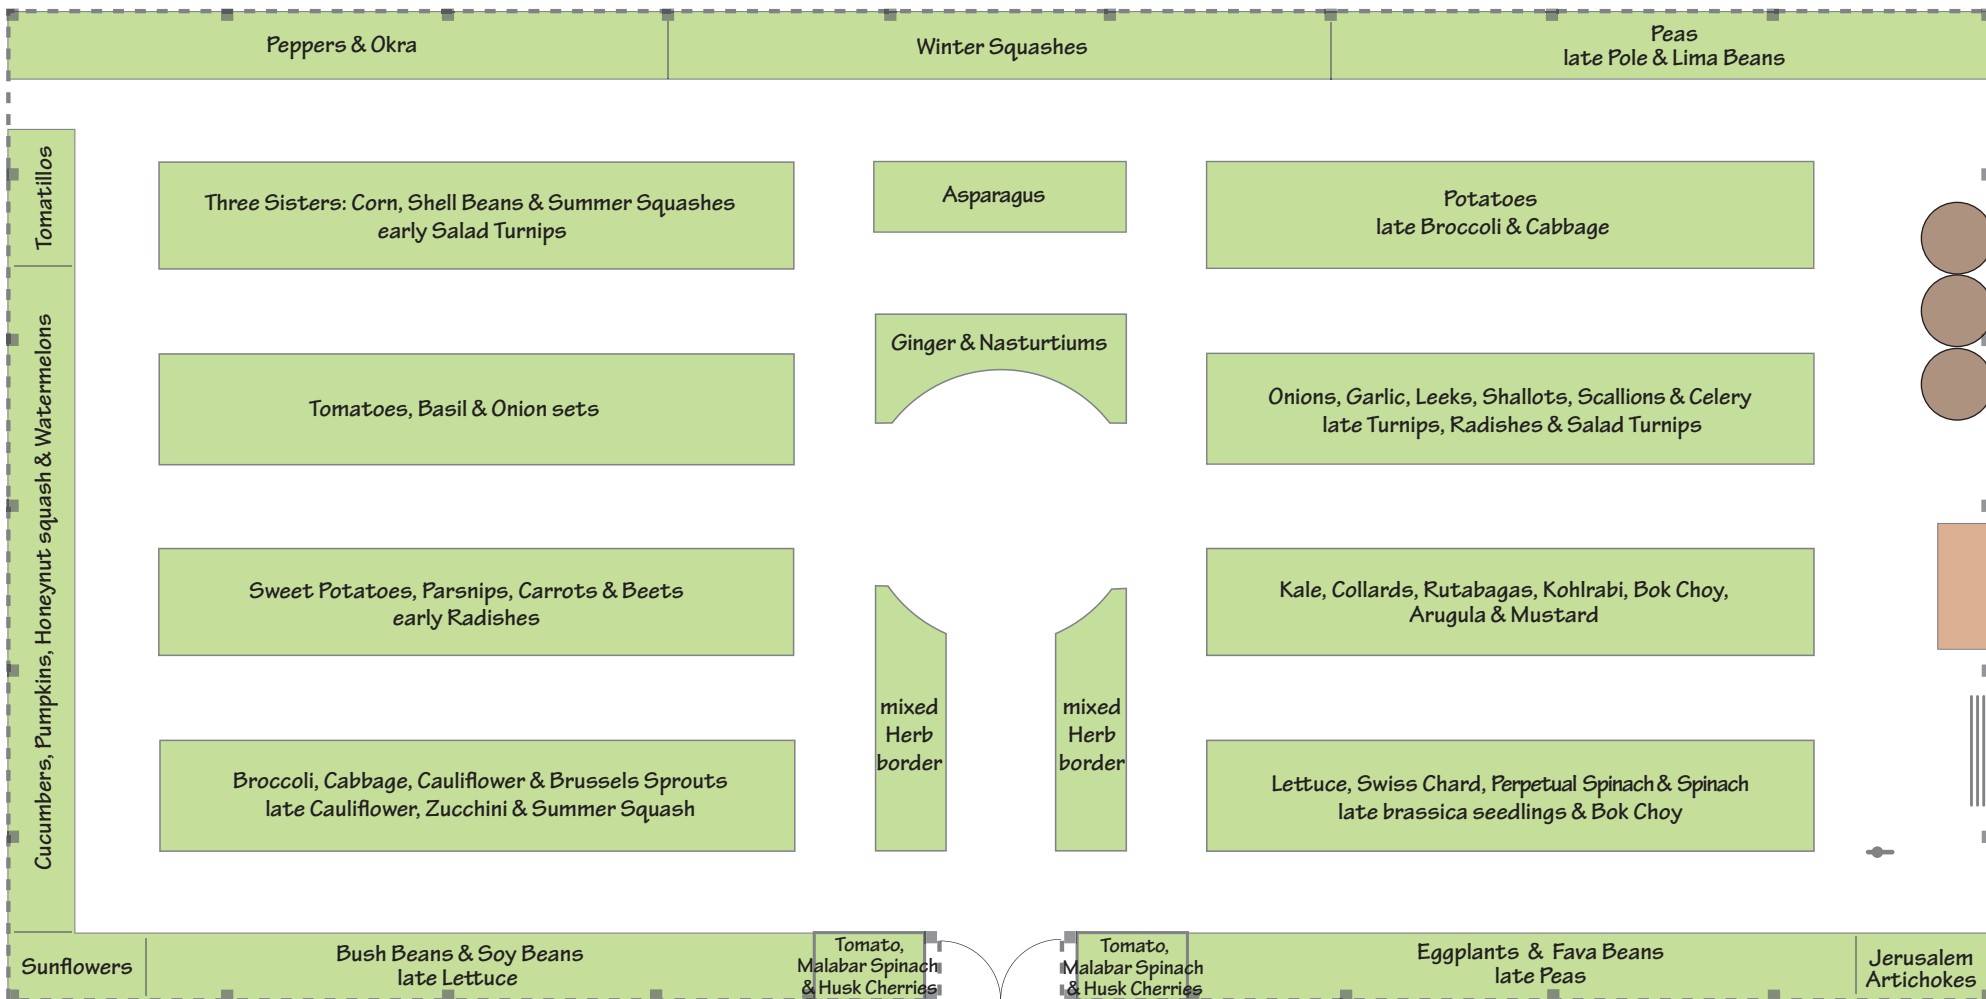 Peppers & Okra
Winter Squashes
Peas
late Pole & Lima Beans
Tomatillos
Three Sisters: Corn, Shell Beans & Summer Squashes
early Salad Turnips
Asparagus
Potatoes
late Broccoli & Cabbage
Cucumbers, Pumpkins, Honeynut squash & Watermelons
Ginger & Nasturtiums
Tomatoes, Basil & Onion sets
Onions, Garlic, Leeks, Shallots, Scallions & Celery
late Turnips, Radishes & Salad Turnips
Sweet Potatoes, Parsnips, Carrots & Beets
early Radishes
Kale, Collards, Rutabagas, Kohlrabi, Bok Choy,
Arugula & Mustard
mixed
Herb
border
mixed
Herb
border
Broccoli, Cabbage, Cauliflower & Brussels Sprouts
late Cauliflower, Zucchini & Summer Squash
Lettuce, Swiss Chard, Perpetual Spinach & Spinach
late brassica seedlings & Bok Choy
Sunflowers
Bush Beans & Soy Beans
late Lettuce
Tomato,
Malabar Spinach
& Husk Cherries
Tomato,
Malabar Spinach
& Husk Cherries
Eggplants & Fava Beans
late Peas
Jerusalem
Artichokes